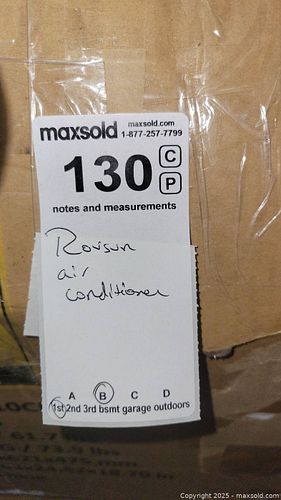 maxsold maxsold.com
1-877-257-7799
130 C
P
notes and measurements
Rovsun
air
conditioner
A B C D
1st 2nd 3rd bsmt garage outdoors
Copyright 2025 - maxsold.com